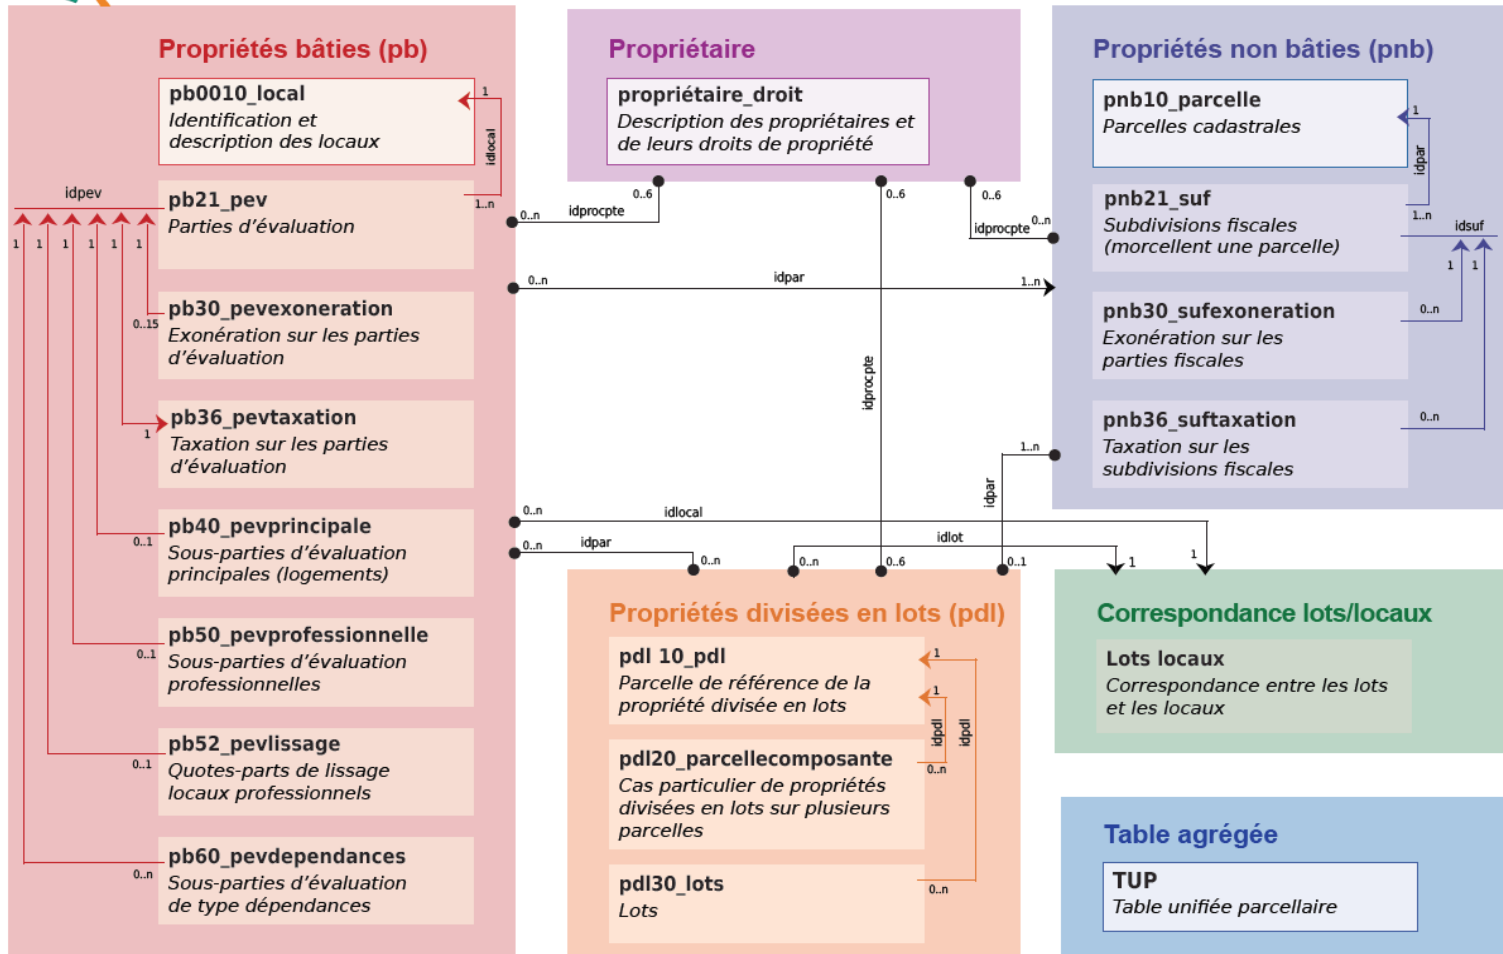 Propriétés bâties (pb)
pb0010_local
Identification et
description des locaux
1
idlocal
idpev
pb21_pev
Parties d'évaluation
1..n
1
1
1
1
1
1
pb30_pevexoneration
Exonération sur les parties
d'évaluation
0..15
pb36_pevtaxation
Taxation sur les parties
d'évaluation
1
pb40_pevprincipale
Sous-parties d'évaluation
principales (logements)
0..1
pb50_pevprofessionnelle
Sous-parties d'évaluation
professionnelles
0..1
pb52_pevlissage
Quotes-parts de lissage
locaux professionnels
0..1
pb60_pevdependances
Sous-parties d'évaluation
de type dépendances
0..n
Propriétaire
propriétaire_droit
Description des propriétaires et
de leurs droits de propriété
0..6
0..6
0..6
0..n
idprocpte
idprocpte
0..n
0..n
idpar
1..n
idprocpte
1..n
idpar
0..n
idlocal
1
0..n
idpar
0..n
0..n
idlot
1
0..6
0..1
Propriétés non bâties (pnb)
pnb10_parcelle
Parcelles cadastrales
1
idpar
pnb21_suf
Subdivisions fiscales
(morcellent une parcelle)
1..n
idsuf
1
1
pnb30_sufexoneration
Exonération sur les
parties fiscales
0..n
pnb36_suftaxation
Taxation sur les
subdivisions fiscales
0..n
Propriétés divisées en lots (pdl)
pdl 10_pdl
Parcelle de référence de la
propriété divisée en lots
1
1
idpdl
idpdl
pdl20_parcellecomposante
Cas particulier de propriétés
divisées en lots sur plusieurs
parcelles
0..n
pdl30_lots
Lots
0..n
Correspondance lots/locaux
Lots locaux
Correspondance entre les lots
et les locaux
Table agrégée
TUP
Table unifiée parcellaire